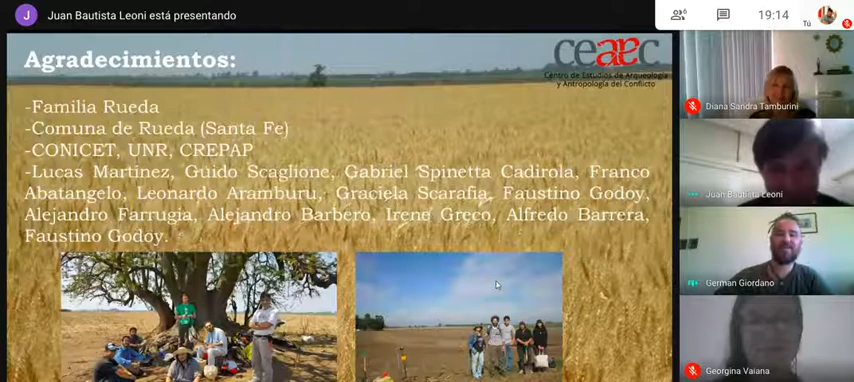 J
Juan Bautista Leoni está presentando
6
19:14
Tú
Agradecimientos:
ceaac
Centro de Estudios de Arqueología
y Antropología del Conflicto
-Familia Rueda
-Comuna de Rueda (Santa Fe)
-CONICET, UNR, CREPAP
-Lucas Martínez, Guido Scaglione, Gabriel Spinetta Cadirola, Franco
Abatangelo, Leonardo Aramburu, Graciela Scarafia, Faustino Godoy,
Alejandro Farrugia, Alejandro Barbero, Irene Greco, Alfredo Barrera,
Faustino Godoy.
Diana Sandra Tamburini
Juan Bautista Leoni
German Giordano
Georgina Vaiana